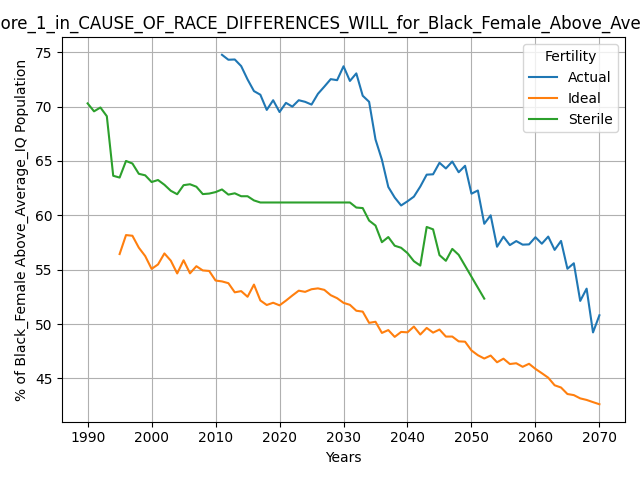 ore_1_in_CAUSE_OF_RACE_DIFFERENCES_WILL_for_Black_Female_Above_Ave
% of Black_Female Above_Average_IQ Population
75
70
65
60
55
50
45
Fertility
Actual
Ideal
Sterile
1990 2000 2010 2020 2030 2040 2050 2060 2070
Years